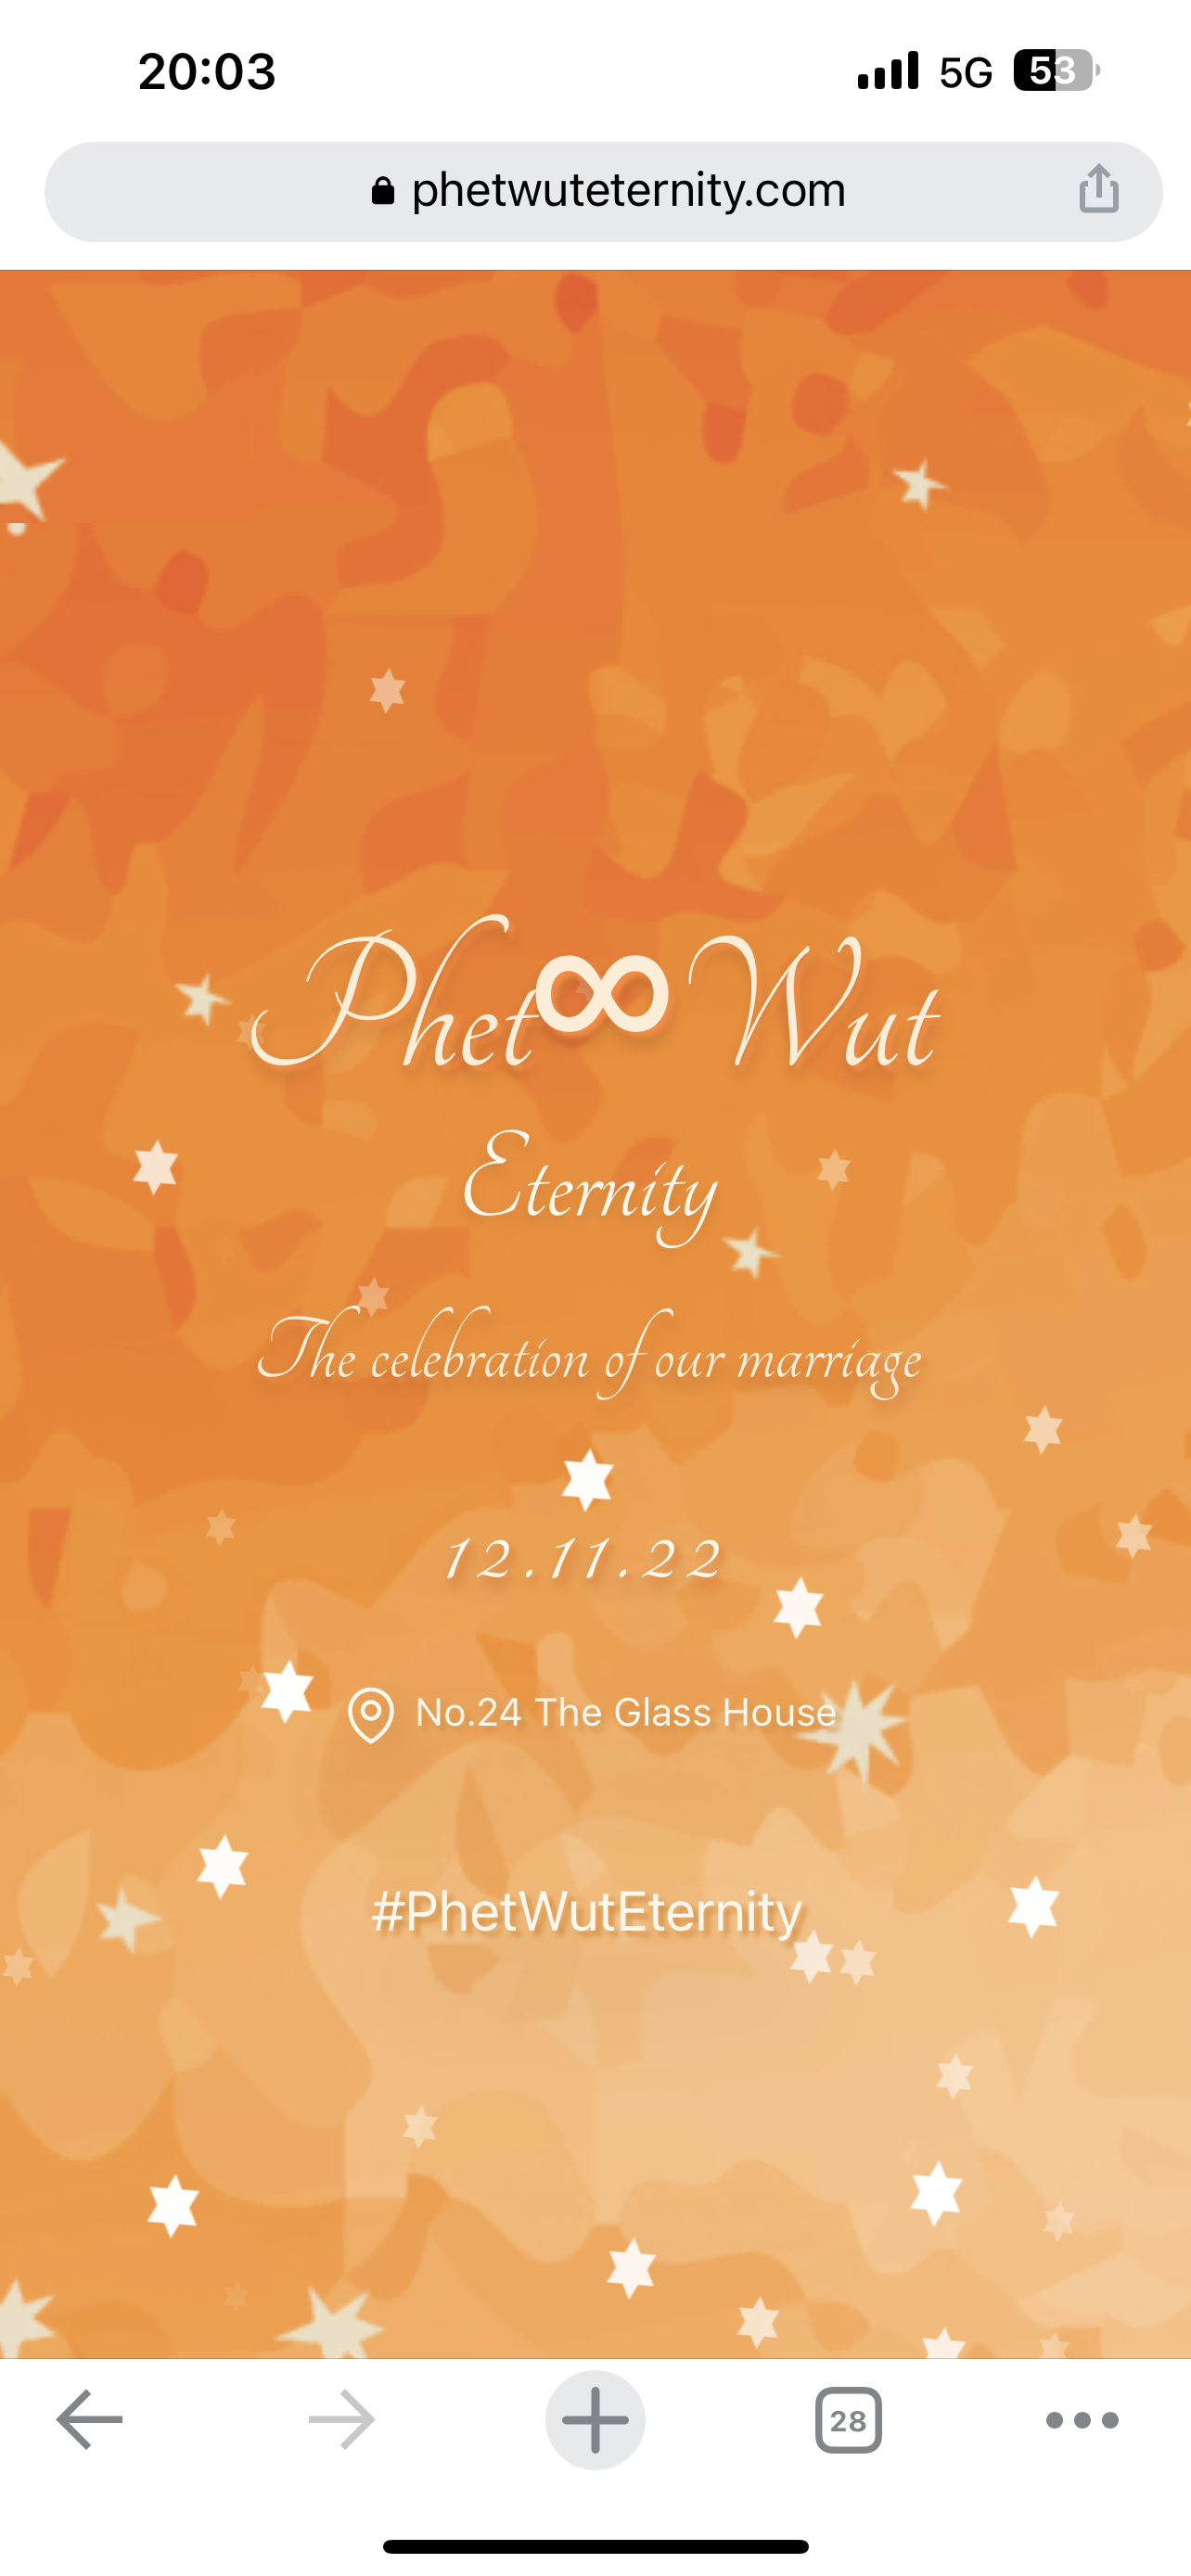 20:03 5G 53
phetwuteternity.com
Phet∞Wut
Eternity
The celebration of our marriage
12.11.22
No.24 The Glass House
#PhetWutEternity
28